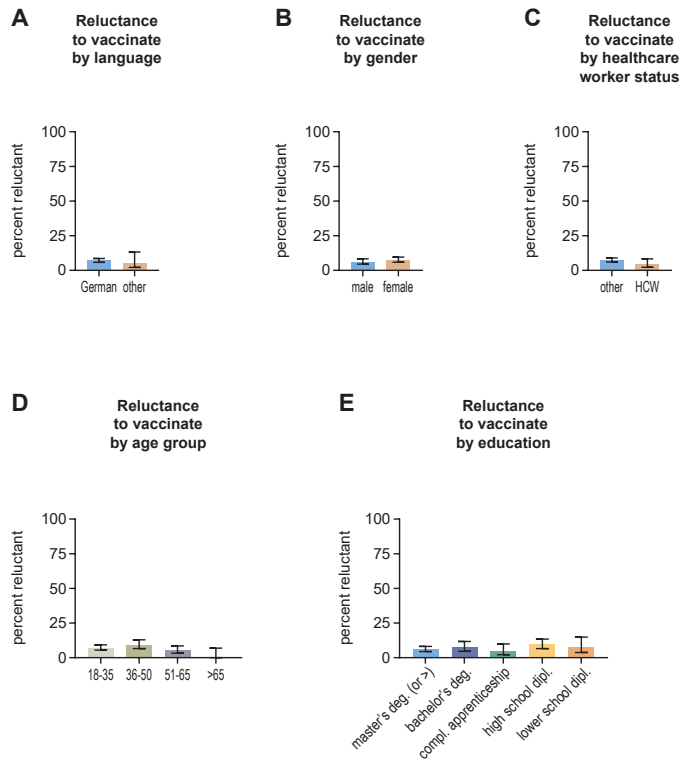 A
Reluctance
to vaccinate
by language
percent reluctant
100
75
50
25
0
German other
B
Reluctance
to vaccinate
by gender
percent reluctant
100
75
50
25
0
male female
C
Reluctance
to vaccinate
by healthcare
worker status
percent reluctant
100
75
50
25
0
other HCW
D
Reluctance
to vaccinate
by age group
percent reluctant
100
75
50
25
0
18-35 36-50 51-65 >65
E
Reluctance
to vaccinate
by education
percent reluctant
100
75
50
25
0
master's deg. (or >)
bachelor's deg.
compl. apprenticeship
high school dipl.
lower school dipl.